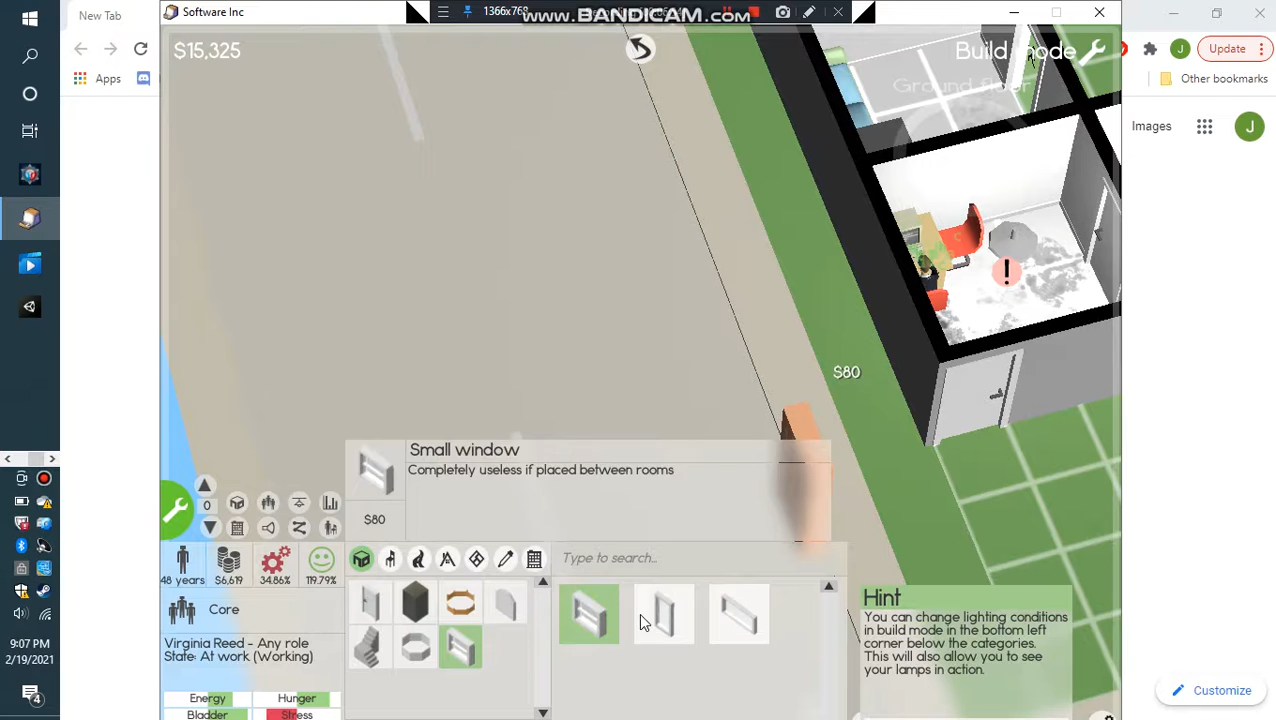 New Tab
Software Inc
1366x768
www.BANDICAM.com
Update
Apps
Other bookmarks
$15,325
Build mode
Ground floor
Images
J
J
$80
Small window
Completely useless if placed between rooms
$80
0
Type to search...
48 years
$6,619
34.86%
119.79%
Core
Virginia Reed - Any role
State: At work (Working)
Energy
Hunger
Bladder
Stress
Hint
You can change lighting conditions
in build mode in the bottom left
corner below the categories.
This will also allow you to see
your lamps in action.
Customize
9:07 PM
2/19/2021
4